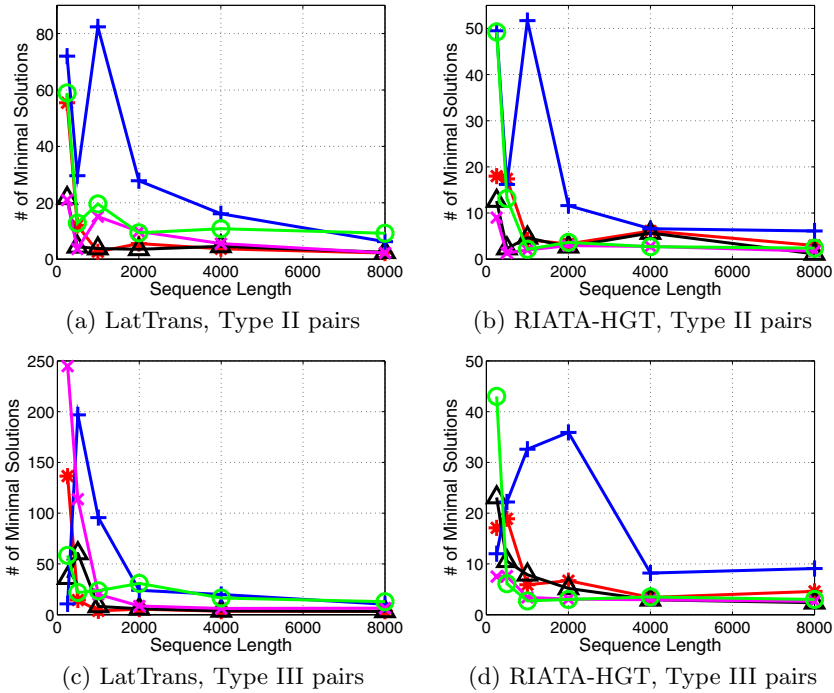 80
60
40
20
0
0 2000 4000 6000 8000
Sequence Length
# of Minimal Solutions
(a) LatTrans, Type II pairs
50
40
30
20
10
0
0 2000 4000 6000 8000
Sequence Length
# of Minimal Solutions
(b) RIATA-HGT, Type II pairs
250
200
150
100
50
0
0 2000 4000 6000 8000
Sequence Length
# of Minimal Solutions
(c) LatTrans, Type III pairs
50
40
30
20
10
0
0 2000 4000 6000 8000
Sequence Length
# of Minimal Solutions
(d) RIATA-HGT, Type III pairs